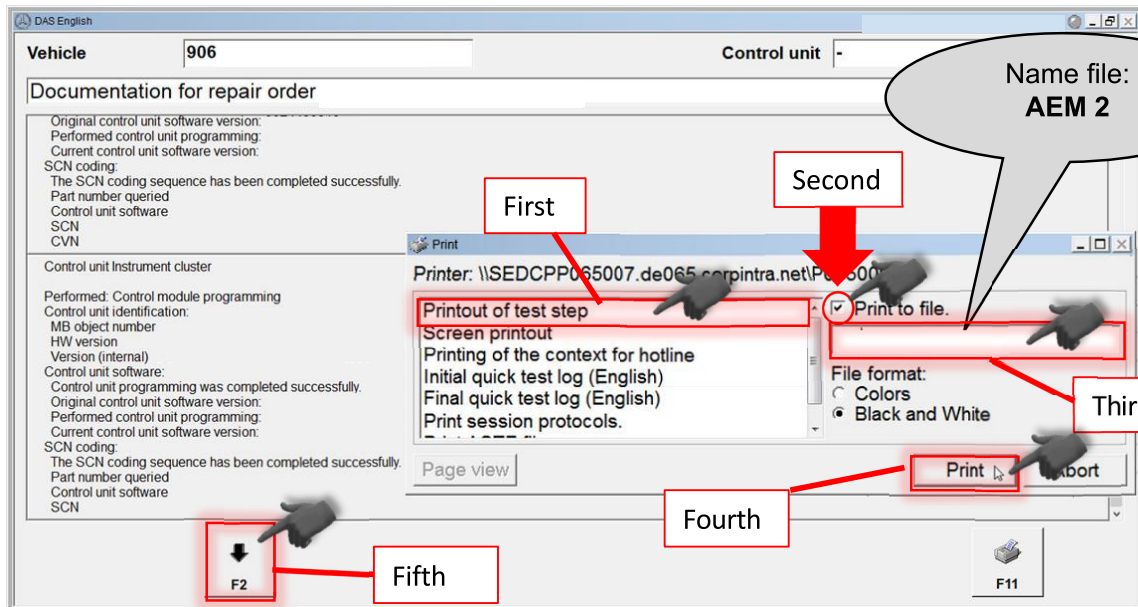 DAS English
Vehicle
906
Control unit
-
Name file:
AEM 2
Documentation for repair order
Original control unit software version:
Performed control unit programming:
Current control unit software version:
SCN coding:
The SCN coding sequence has been completed successfully.
Part number queried
Control unit software
SCN
CVN
Control unit Instrument cluster
Performed: Control module programming
Control unit identification:
MB object number
HW version
Version (internal)
Control unit software:
Control unit programming was completed successfully.
Original control unit software version:
Performed control unit programming:
Current control unit software version:
SCN coding:
The SCN coding sequence has been completed successfully.
Part number queried
Control unit software
SCN
First
Second
Print
Printer: \\SEDCPP065007.de065.corpintra.net\
Printout of test step
Screen printout
Printing of the context for hotline
Initial quick test log (English)
Final quick test log (English)
Print session protocols.
Print to file.
File format:
Colors
Black and White
Thir
Page view
Print
Fourth
F2
Fifth
F11